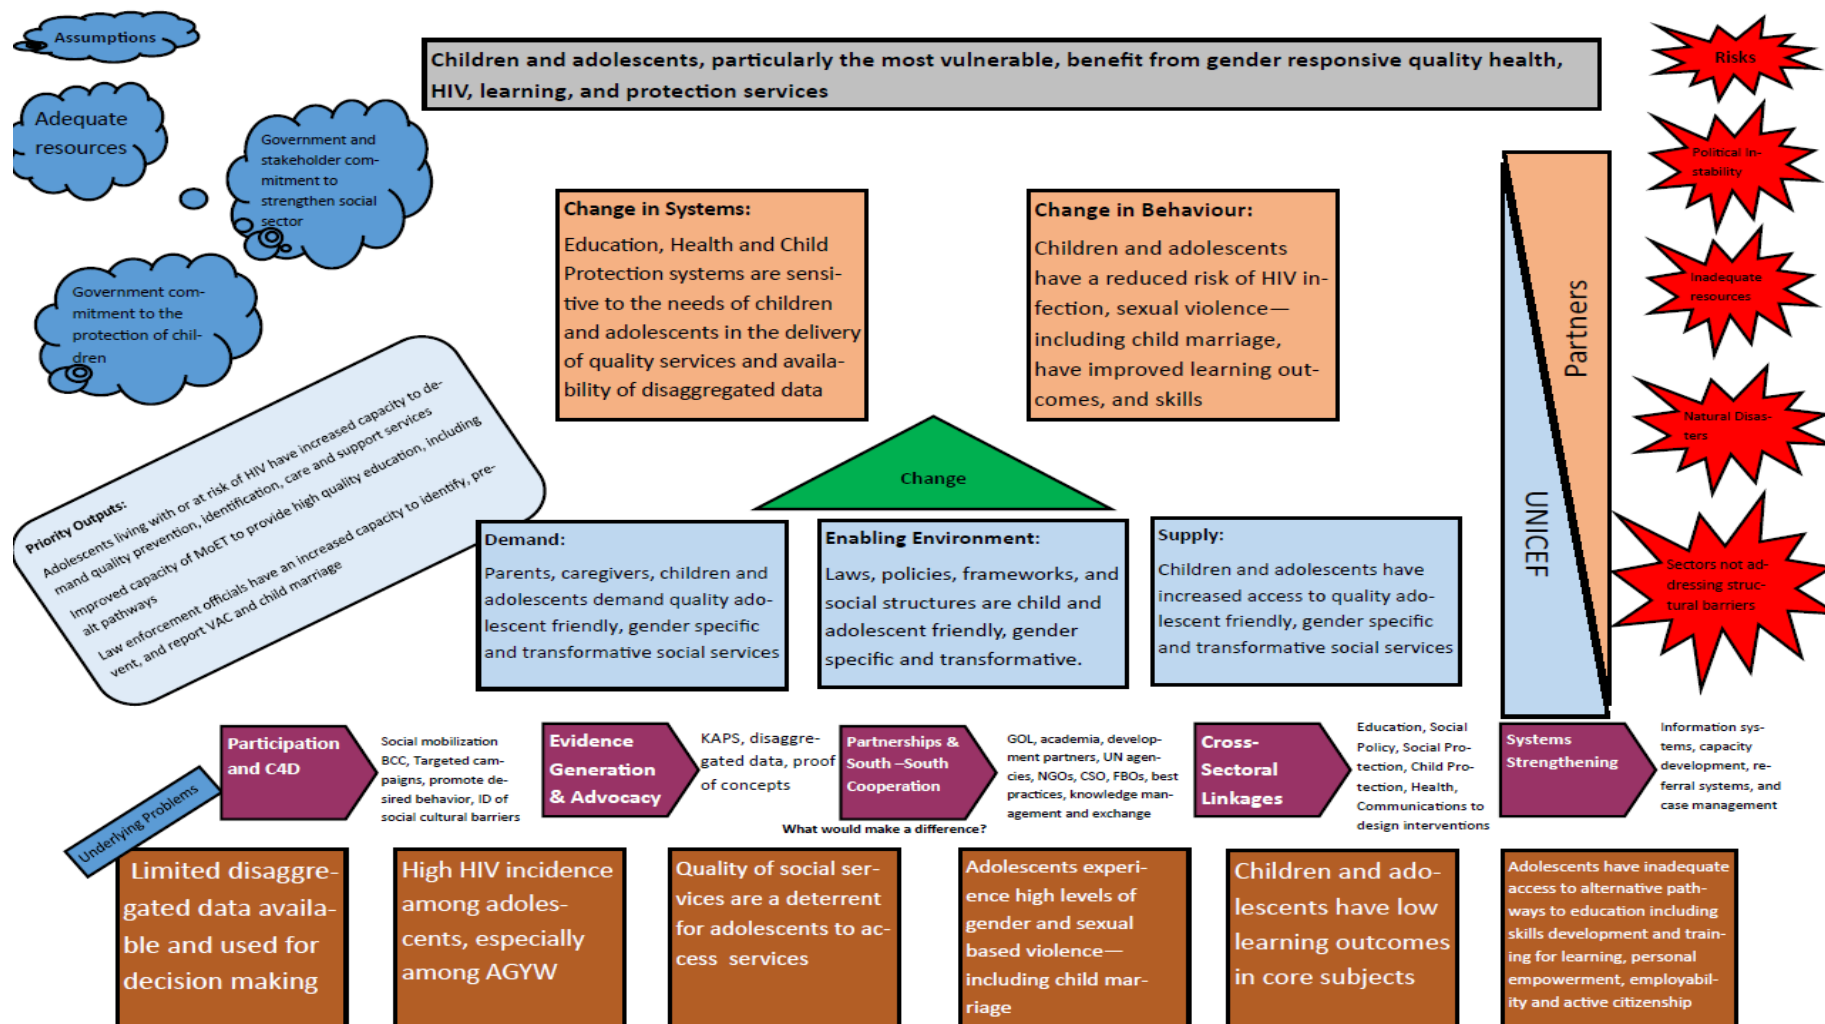 Assumptions
Adequate
resources
Government and
stakeholder com-
mitment to
strengthen social
sector
Government com-
mitment to the
protection of chil-
dren
Children and adolescents, particularly the most vulnerable, benefit from gender responsive quality health,
HIV, learning, and protection services
Risks
Political In-
stability
Inadequate
resources
Natural Disas-
ters
Sectors not ad-
dressing struc-
tural barriers
Change in Systems:
Education, Health and Child
Protection systems are sensi-
tive to the needs of children
and adolescents in the delivery
of quality services and availa-
bility of disaggregated data
Change in Behaviour:
Children and adolescents
have a reduced risk of HIV in-
fection, sexual violence—
including child marriage,
have improved learning out-
comes, and skills
Partners
UNICEF
Priority Outputs:
Adolescents living with or at risk of HIV have increased capacity to de-
mand quality prevention, identification, care and support services
Improved capacity of MoET to provide high quality education, including
alt pathways
Law enforcement officials have an increased capacity to identify, pre-
vent, and report VAC and child marriage
Change
Demand:
Parents, caregivers, children and
adolescents demand quality ado-
lescent friendly, gender specific
and transformative social services
Enabling Environment:
Laws, policies, frameworks, and
social structures are child and
adolescent friendly, gender
specific and transformative.
Supply:
Children and adolescents have
increased access to quality ado-
lescent friendly, gender specific
and transformative social services
Participation
and C4D
Social mobilization
BCC, Targeted cam-
paigns, promote de-
sired behavior, ID of
social cultural barriers
Evidence
Generation
& Advocacy
KAPS, disaggre-
gated data, proof
of concepts
Partnerships &
South –South
Cooperation
GOL, academia, develop-
ment partners, UN agen-
cies, NGOs, CSO, FBOs, best
practices, knowledge man-
agement and exchange
Cross-
Sectoral
Linkages
Education, Social
Policy, Social Pro-
tection, Child Pro-
tection, Health,
Communications to
design interventions
Systems
Strengthening
Information sys-
tems, capacity
development, re-
ferral systems, and
case management
What would make a difference?
Underlying Problems
Limited disaggre-
gated data availa-
ble and used for
decision making
High HIV incidence
among adoles-
cents, especially
among AGYW
Quality of social ser-
vices are a deterrent
for adolescents to ac-
cess services
Adolescents experi-
ence high levels of
gender and sexual
based violence—
including child mar-
riage
Children and ado-
lescents have low
learning outcomes
in core subjects
Adolescents have inadequate
access to alternative path-
ways to education including
skills development and train-
ing for learning, personal
empowerment, employabil-
ity and active citizenship